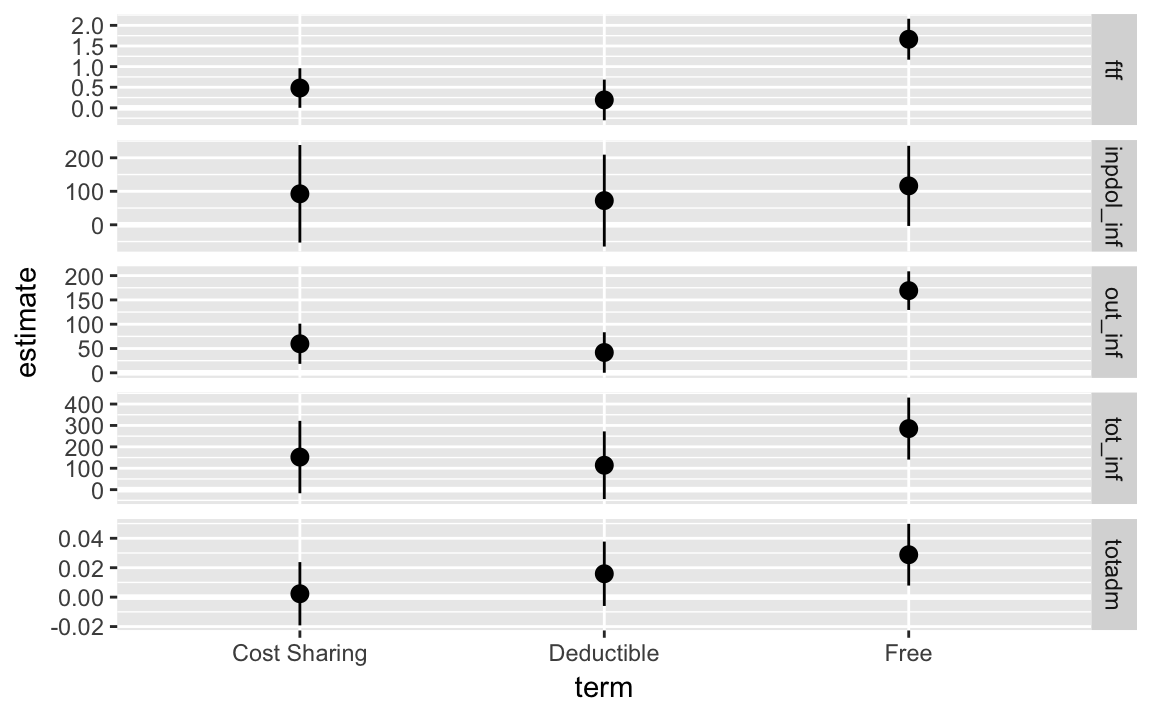 estimate
2.0
1.5
1.0
0.5
0.0
ftf
200
100
0
inpdol_inf
200
150
100
50
0
out_inf
400
300
200
100
0
tot_inf
0.04
0.02
0.00
-0.02
totadm
Cost Sharing
Deductible
Free
term